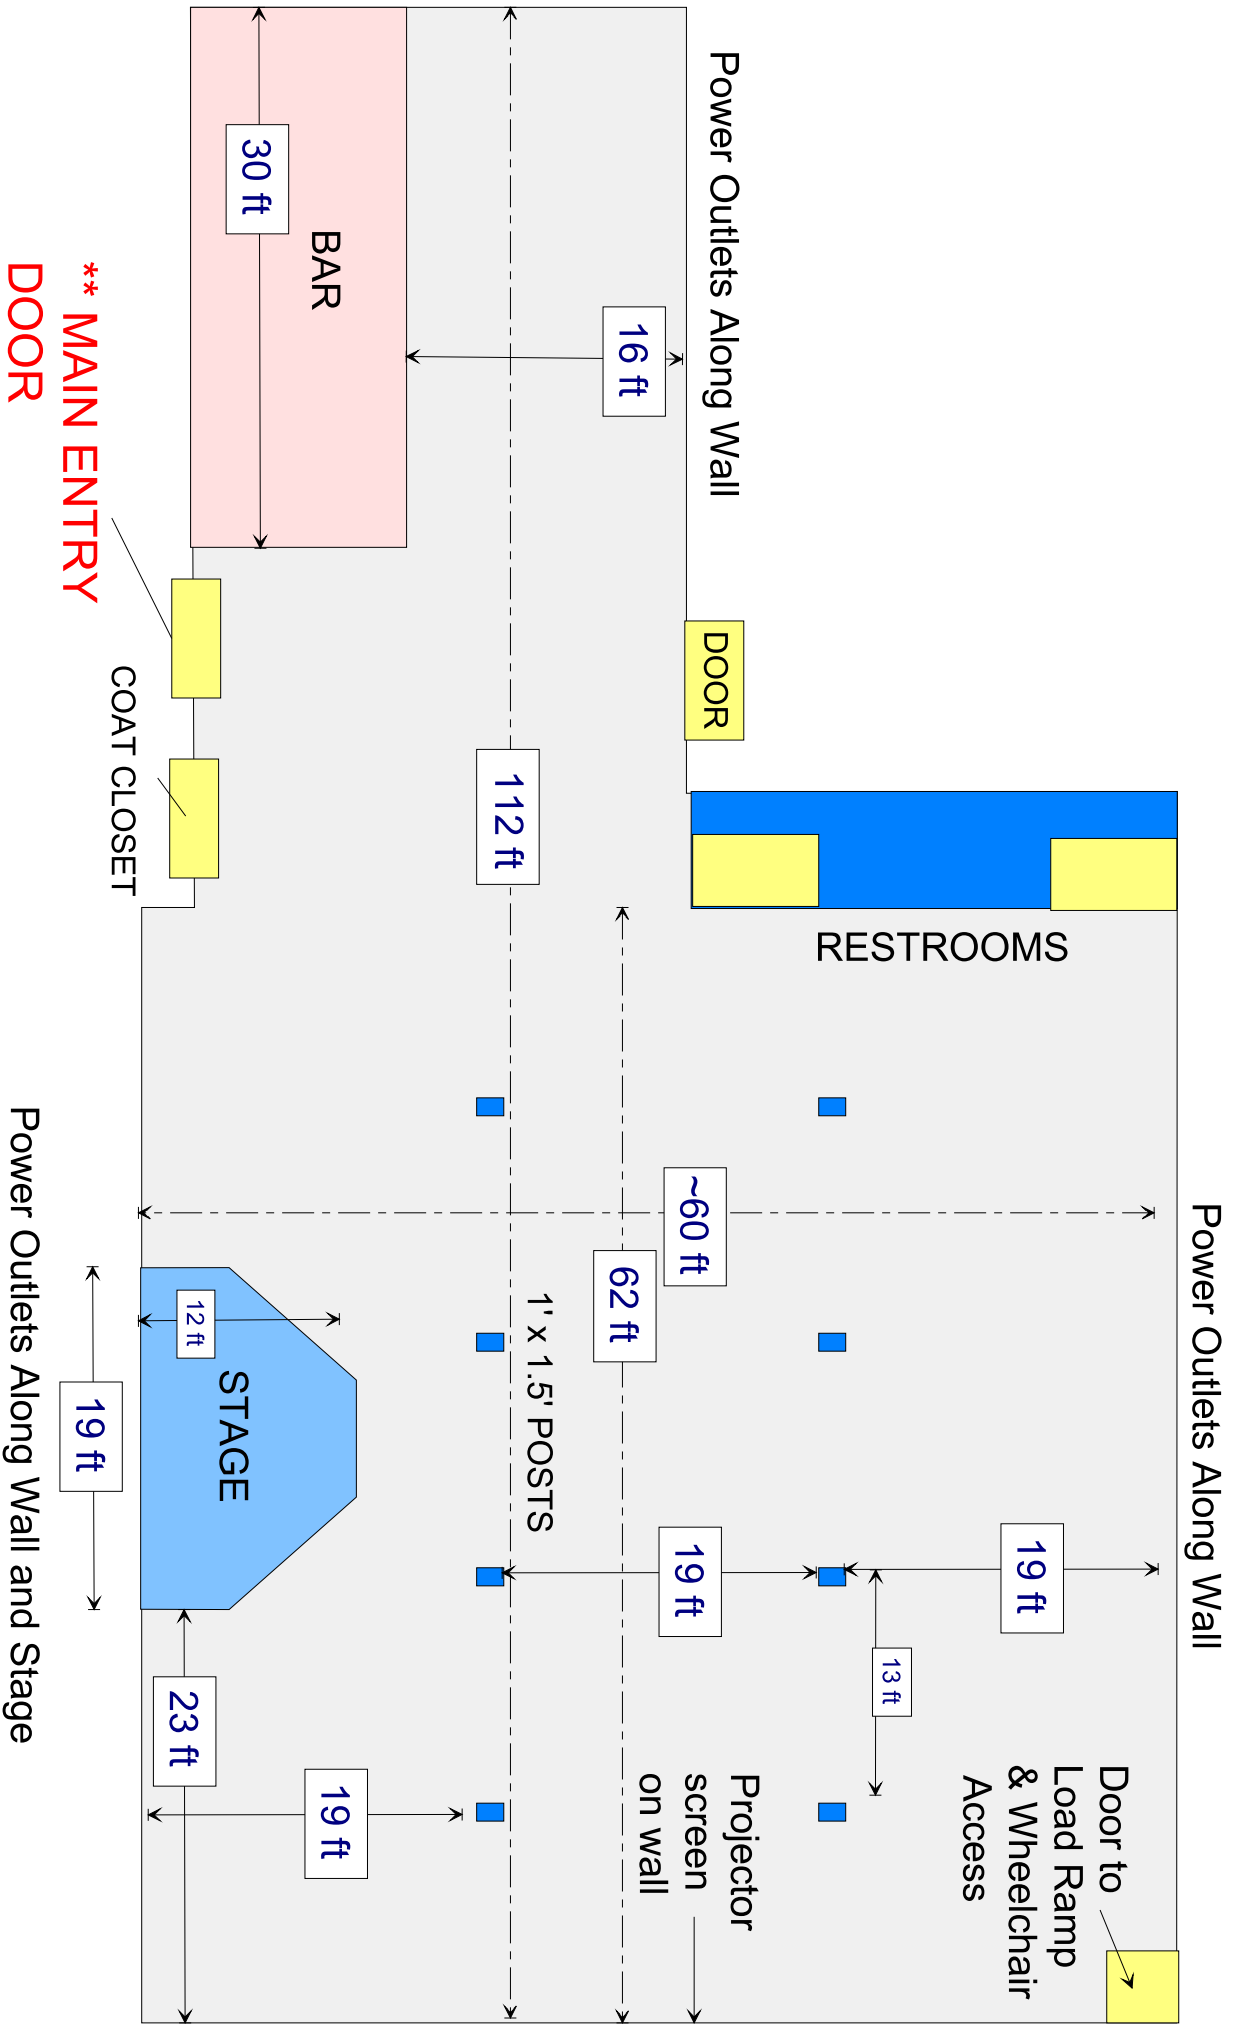 Power Outlets Along Wall
Power Outlets Along Wall
30 ft
BAR
16 ft
** MAIN ENTRY
DOOR
DOOR
COAT CLOSET
112 ft
RESTROOMS
~60 ft
62 ft
1' x 1.5' POSTS
12 ft
STAGE
19 ft
19 ft
19 ft
13 ft
23 ft
19 ft
Door to
Load Ramp
& Wheelchair
Access
Projector
screen
on wall
Power Outlets Along Wall and Stage